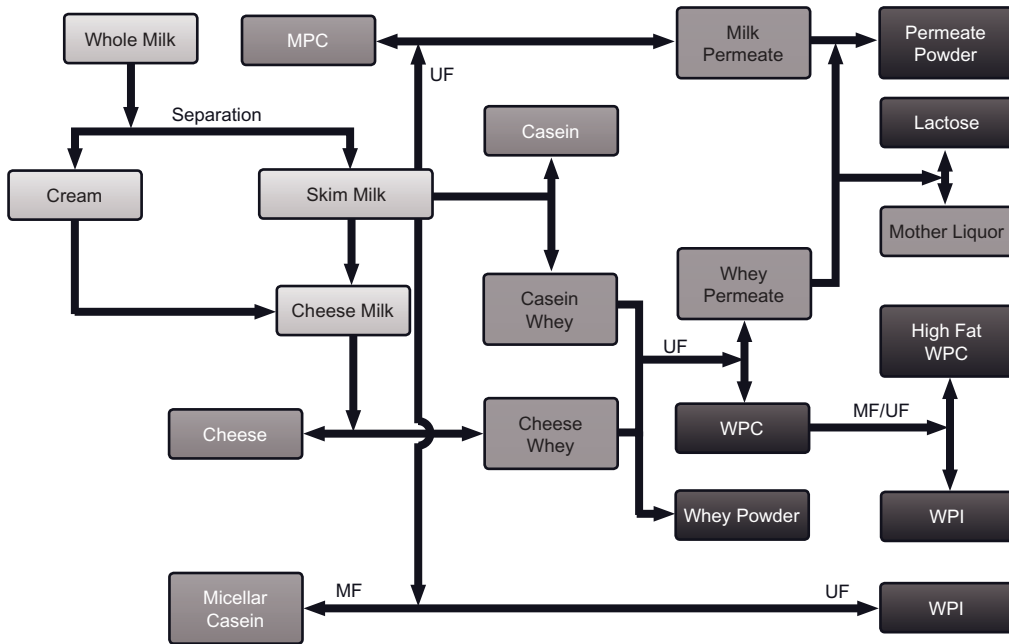 Whole Milk
MPC
UF
Milk
Permeate
Permeate
Powder
Separation
Casein
Lactose
Cream
Skim Milk
Mother Liquor
Cheese Milk
Casein
Whey
Whey
Permeate
UF
High Fat
WPC
Cheese
Cheese
Whey
WPC
MF/UF
Whey Powder
WPI
Micellar
Casein
MF
UF
WPI